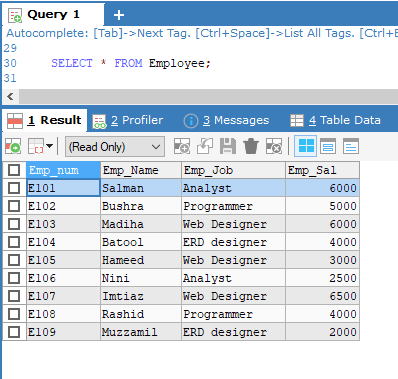 Query 1
Autocomplete: [Tab]->Next Tag. [Ctrl+Space]->List All Tags. [Ctrl+E
29
30 SELECT * FROM Employee;
31
1 Result 2 Profiler 3 Messages 4 Table Data
(Read Only)
Emp_num Emp_Name Emp_Job Emp_Sal
E101 Salman Analyst 6000
E102 Bushra Programmer 5000
E103 Madiha Web Designer 6000
E104 Batool ERD designer 4000
E105 Hameed Web Designer 3000
E106 Nini Analyst 2500
E107 Imtiaz Web Designer 6500
E108 Rashid Programmer 4000
E109 Muzzamil ERD designer 2000